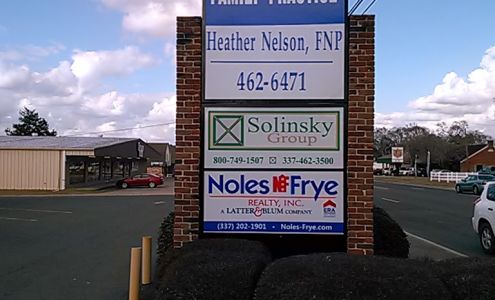 FAMILY PRACTICE
Heather Nelson, FNP
462-6471
Solinsky
Group
800-749-1507 • 337-462-3500
Noles Frye
REALTY, INC.
A LATTER & BLUM COMPANY
ERA
(337) 202-1901 • Noles-Frye.com